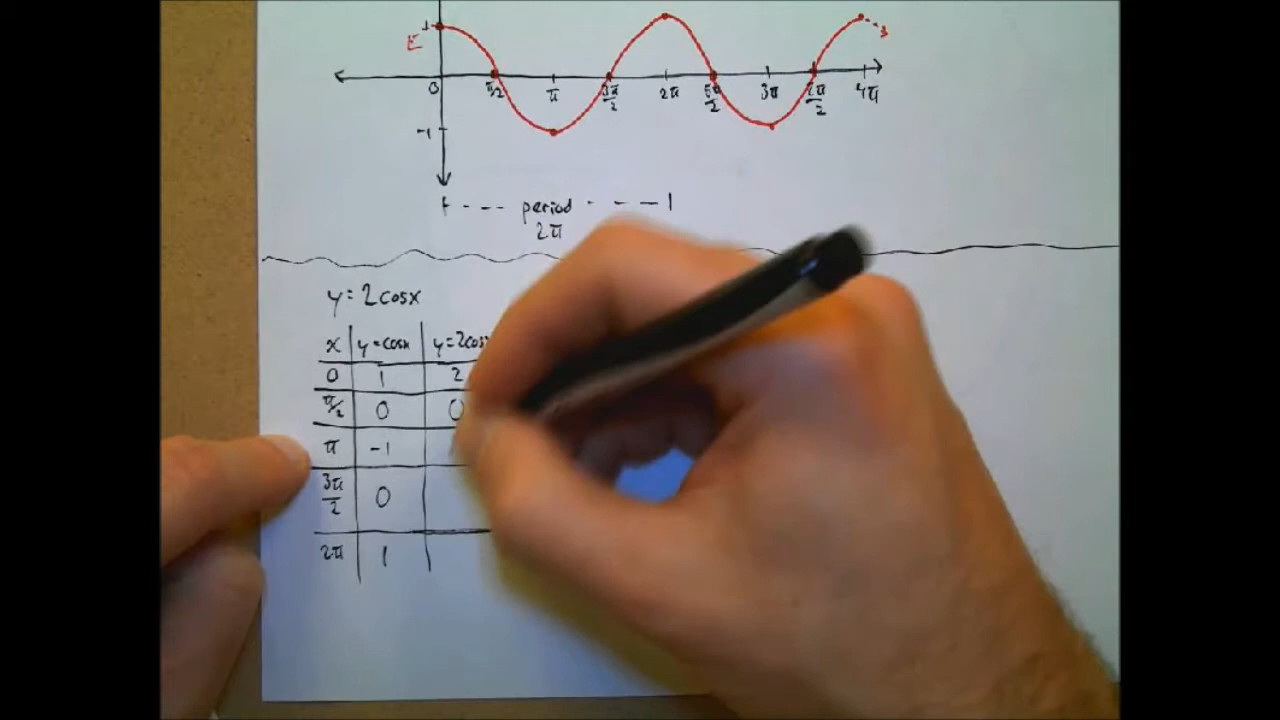 1
E
0 π/2 π 3π/2 2π 5π/2 3π 7π/2 4π
-1
period
2π
y=2cosx
x y=cosx y=2cosx
0 1 2
π/2 0 0
π -1
3π/2 0
2π 1